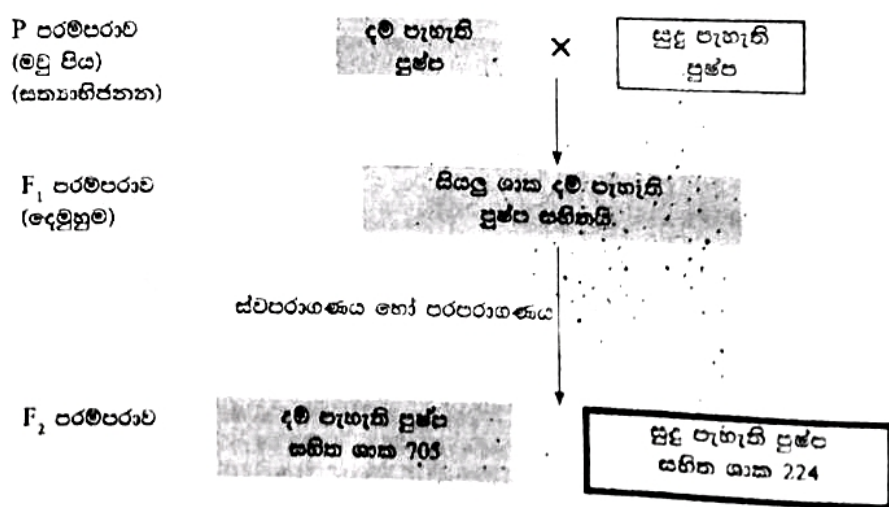 P පරම්පරාව
(මව් පිය)
(සත්‍යාභිජනන)
දම් පැහැති
පුෂ්ප
×
සුදු පැහැති
පුෂ්ප
F₁ පරම්පරාව
(දෙමුහුම)
සියලු ශාක දම් පැහැති
පුෂ්ප සහිතයි.
ස්වපරාගණය හෝ පරපරාගණය
F₂ පරම්පරාව
දම් පැහැති පුෂ්ප
සහිත ශාක 705
සුදු පැහැති පුෂ්ප
සහිත ශාක 224